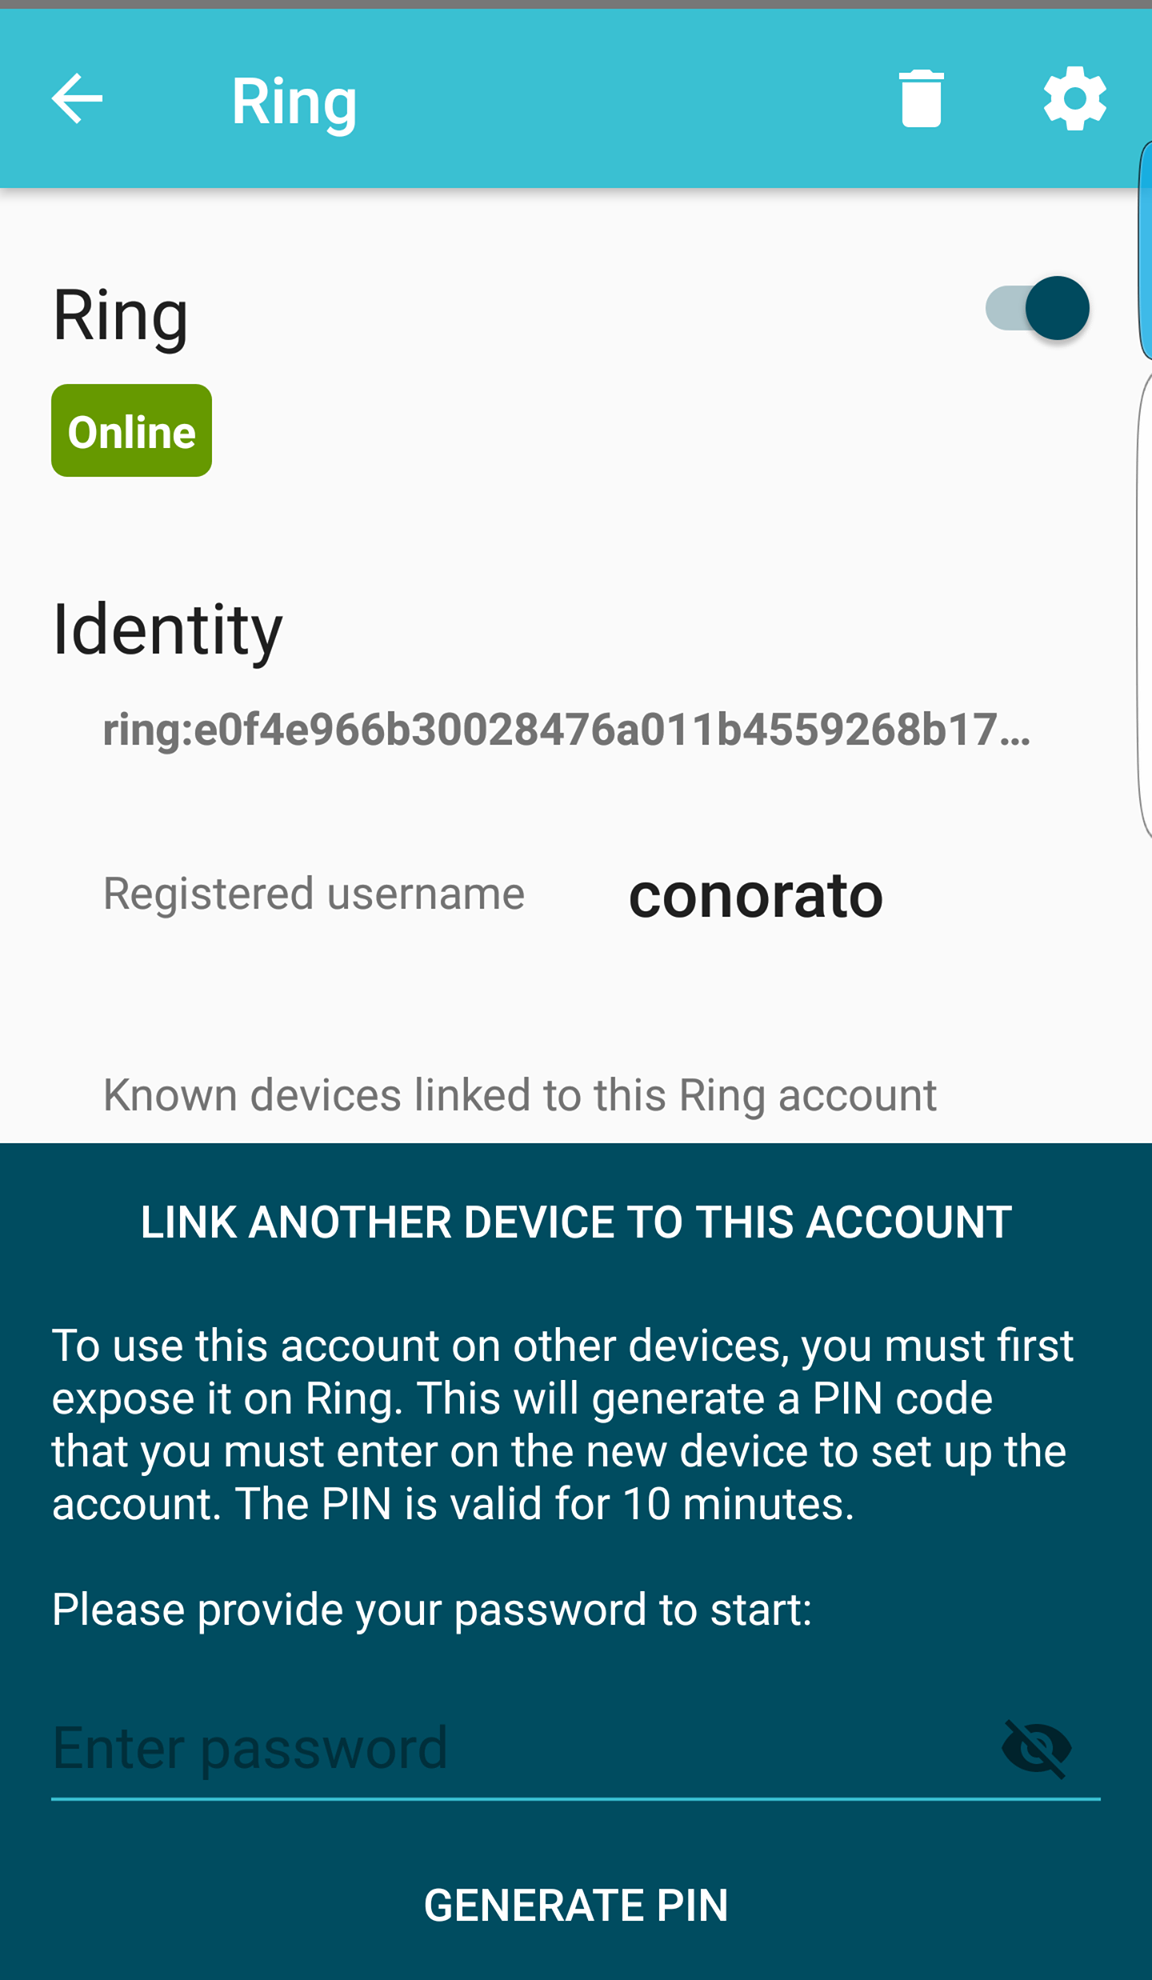 Ring
Ring
Online
Identity
ring:e0f4e966b30028476a011b4559268b17...
Registered username conorato
Known devices linked to this Ring account
LINK ANOTHER DEVICE TO THIS ACCOUNT
To use this account on other devices, you must first
expose it on Ring. This will generate a PIN code
that you must enter on the new device to set up the
account. The PIN is valid for 10 minutes.
Please provide your password to start:
Enter password
GENERATE PIN